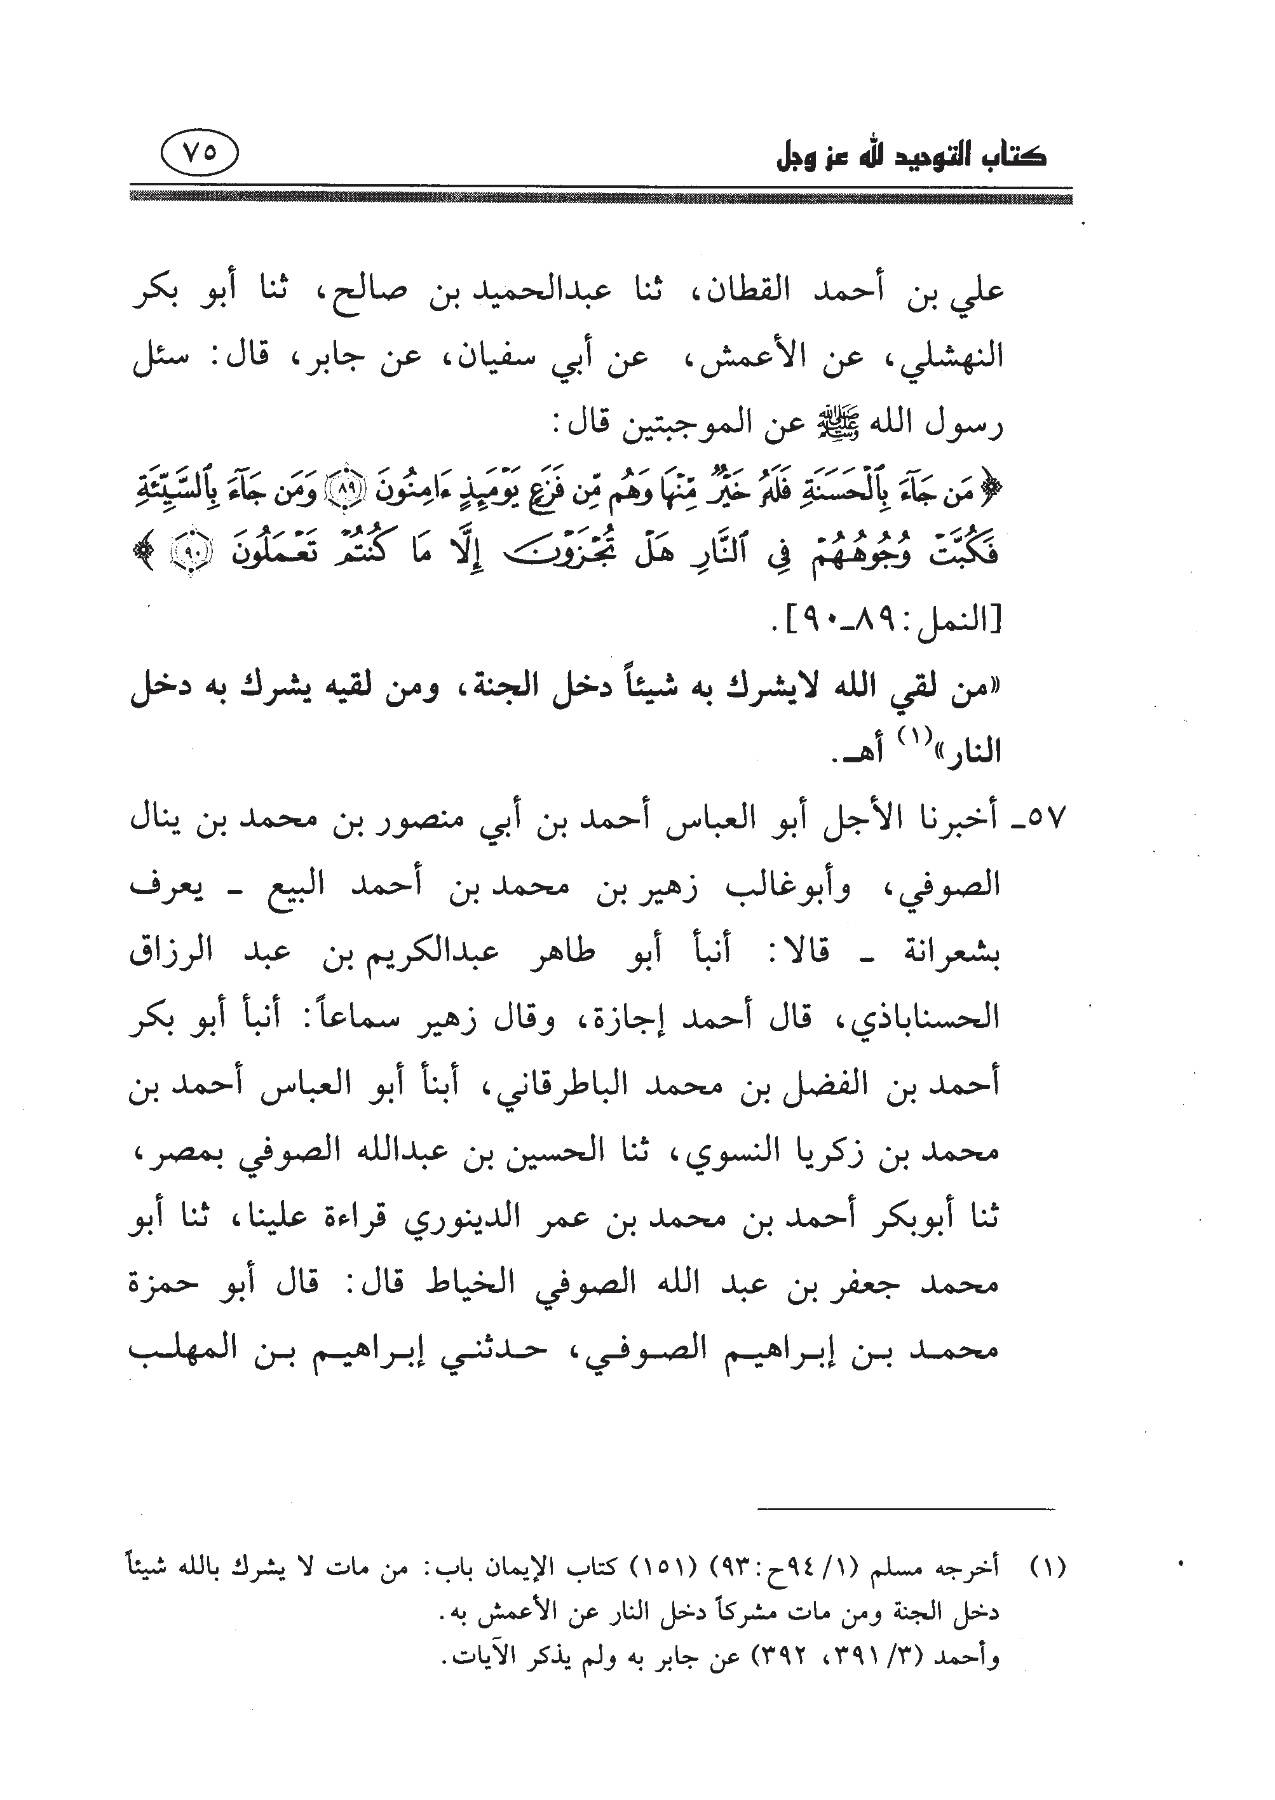 كتاب التوحيد لله عز وجل
٧٥
علي بن أحمد القطان، ثنا عبدالحميد بن صالح، ثنا أبو بكر
النهشلي، عن الأعمش، عن أبي سفيان، عن جابر، قال: سئل
رسول الله ﷺ عن الموجبتين قال:
﴿ مَن جَآءَ بِٱلْحَسَنَةِ فَلَهُۥ خَيْرٌ مِّنْهَا وَهُم مِّن فَزَعٍ يَوْمَئِذٍ ءَامِنُونَ ٨٩ وَمَن جَآءَ بِٱلسَّيِّئَةِ
فَكُبَّتْ وُجُوهُهُمْ فِى ٱلنَّارِ هَلْ تُجْزَوْنَ إِلَّا مَا كُنتُمْ تَعْمَلُونَ ٩٠ ﴾
[النمل: ٨٩ـ٩٠].
«من لقي الله لايشرك به شيئاً دخل الجنة، ومن لقيه يشرك به دخل
النار»(١) أهـ.
٥٧ـ أخبرنا الأجل أبو العباس أحمد بن أبي منصور بن محمد بن ينال
الصوفي، وأبوغالب زهير بن محمد بن أحمد البيع ـ يعرف
بشعرانة ـ قالا: أنبأ أبو طاهر عبدالكريم بن عبد الرزاق
الحسناباذي، قال أحمد إجازة، وقال زهير سماعاً: أنبأ أبو بكر
أحمد بن الفضل بن محمد الباطرقاني، أبنأ أبو العباس أحمد بن
محمد بن زكريا النسوي، ثنا الحسين بن عبدالله الصوفي بمصر،
ثنا أبوبكر أحمد بن محمد بن عمر الدينوري قراءة علينا، ثنا أبو
محمد جعفر بن عبد الله الصوفي الخياط قال: قال أبو حمزة
محمد بن إبراهيم الصوفي، حدثني إبراهيم بن المهلب
(١) أخرجه مسلم (١/ ٩٤ح: ٩٣) (١٥١) كتاب الإيمان باب: من مات لا يشرك بالله شيئاً
دخل الجنة ومن مات مشركاً دخل النار عن الأعمش به.
وأحمد (٣/ ٣٩١، ٣٩٢) عن جابر به ولم يذكر الآيات.